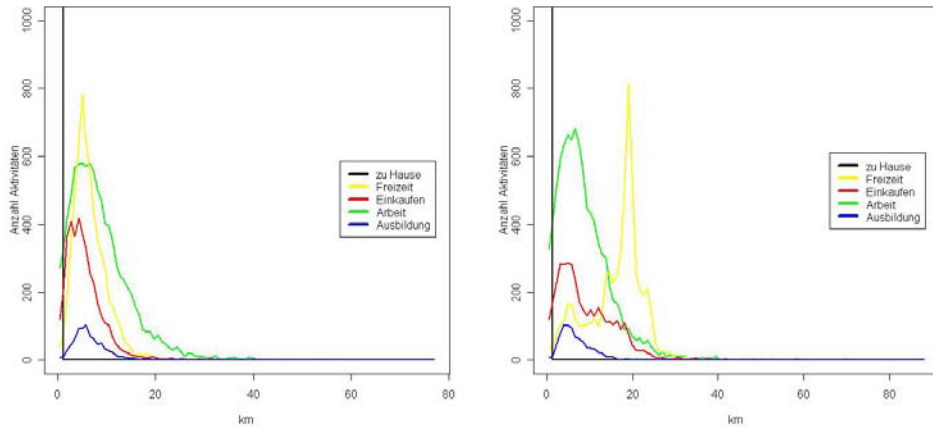 1000
800
600
400
200
0
Anzahl Aktivitäten
zu Hause
Freizeit
Einkaufen
Arbeit
Ausbildung
0 20 40 60 80
km
1000
800
600
400
200
0
Anzahl Aktivitäten
zu Hause
Freizeit
Einkaufen
Arbeit
Ausbildung
0 20 40 60 80
km